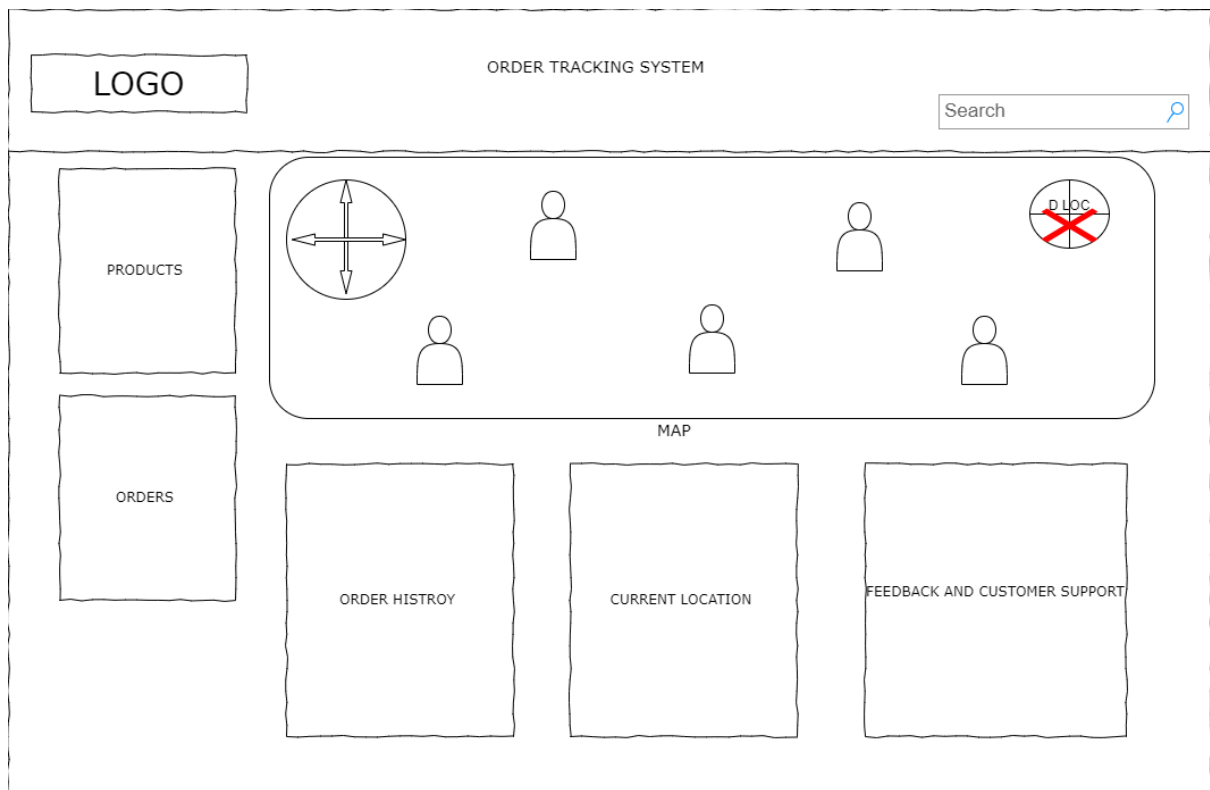 LOGO
ORDER TRACKING SYSTEM
Search
PRODUCTS
D LOC
MAP
ORDERS
ORDER HISTROY
CURRENT LOCATION
FEEDBACK AND CUSTOMER SUPPORT